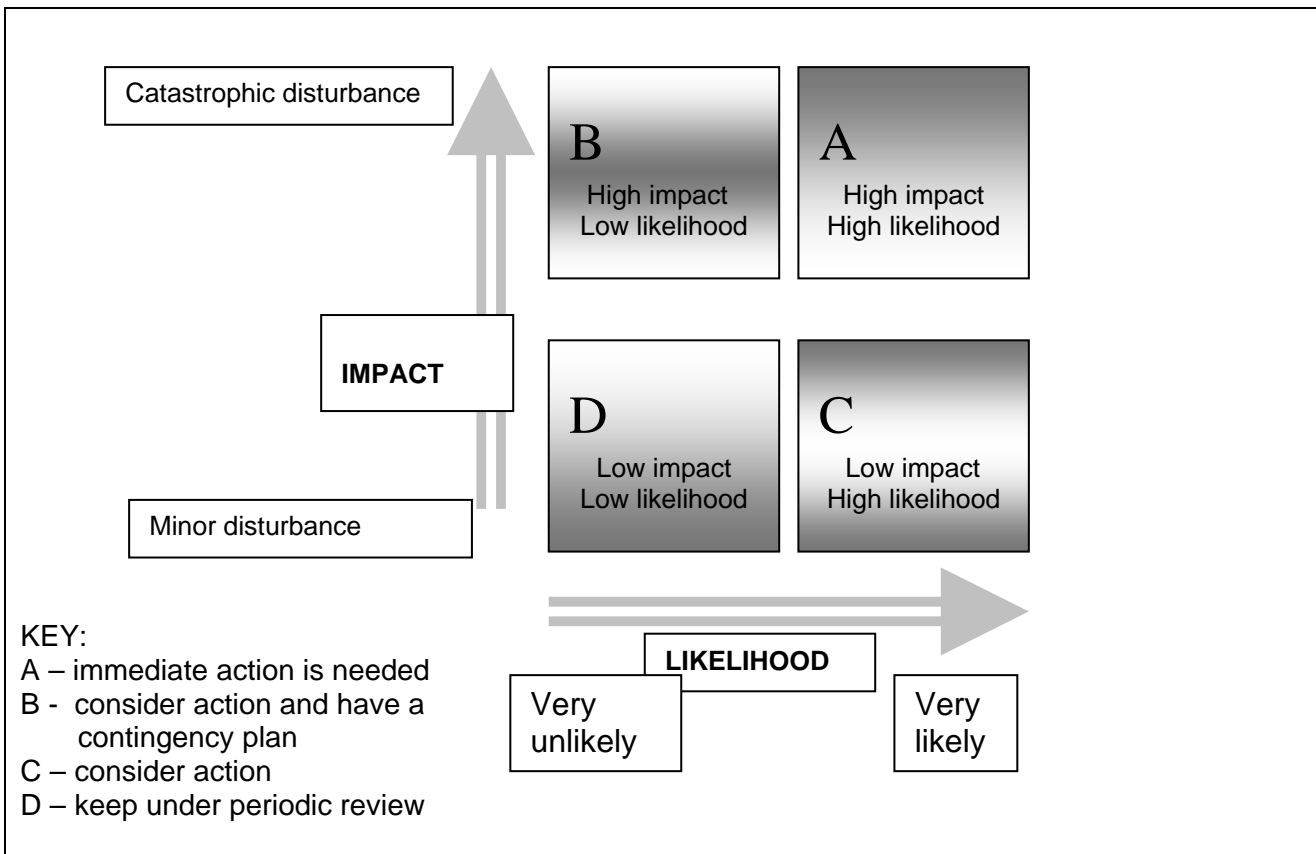 Catastrophic disturbance
B
High impact
Low likelihood
A
High impact
High likelihood
IMPACT
D
Low impact
Low likelihood
C
Low impact
High likelihood
Minor disturbance
LIKELIHOOD
Very
unlikely
Very
likely
KEY:
A – immediate action is needed
B - consider action and have a
contingency plan
C – consider action
D – keep under periodic review